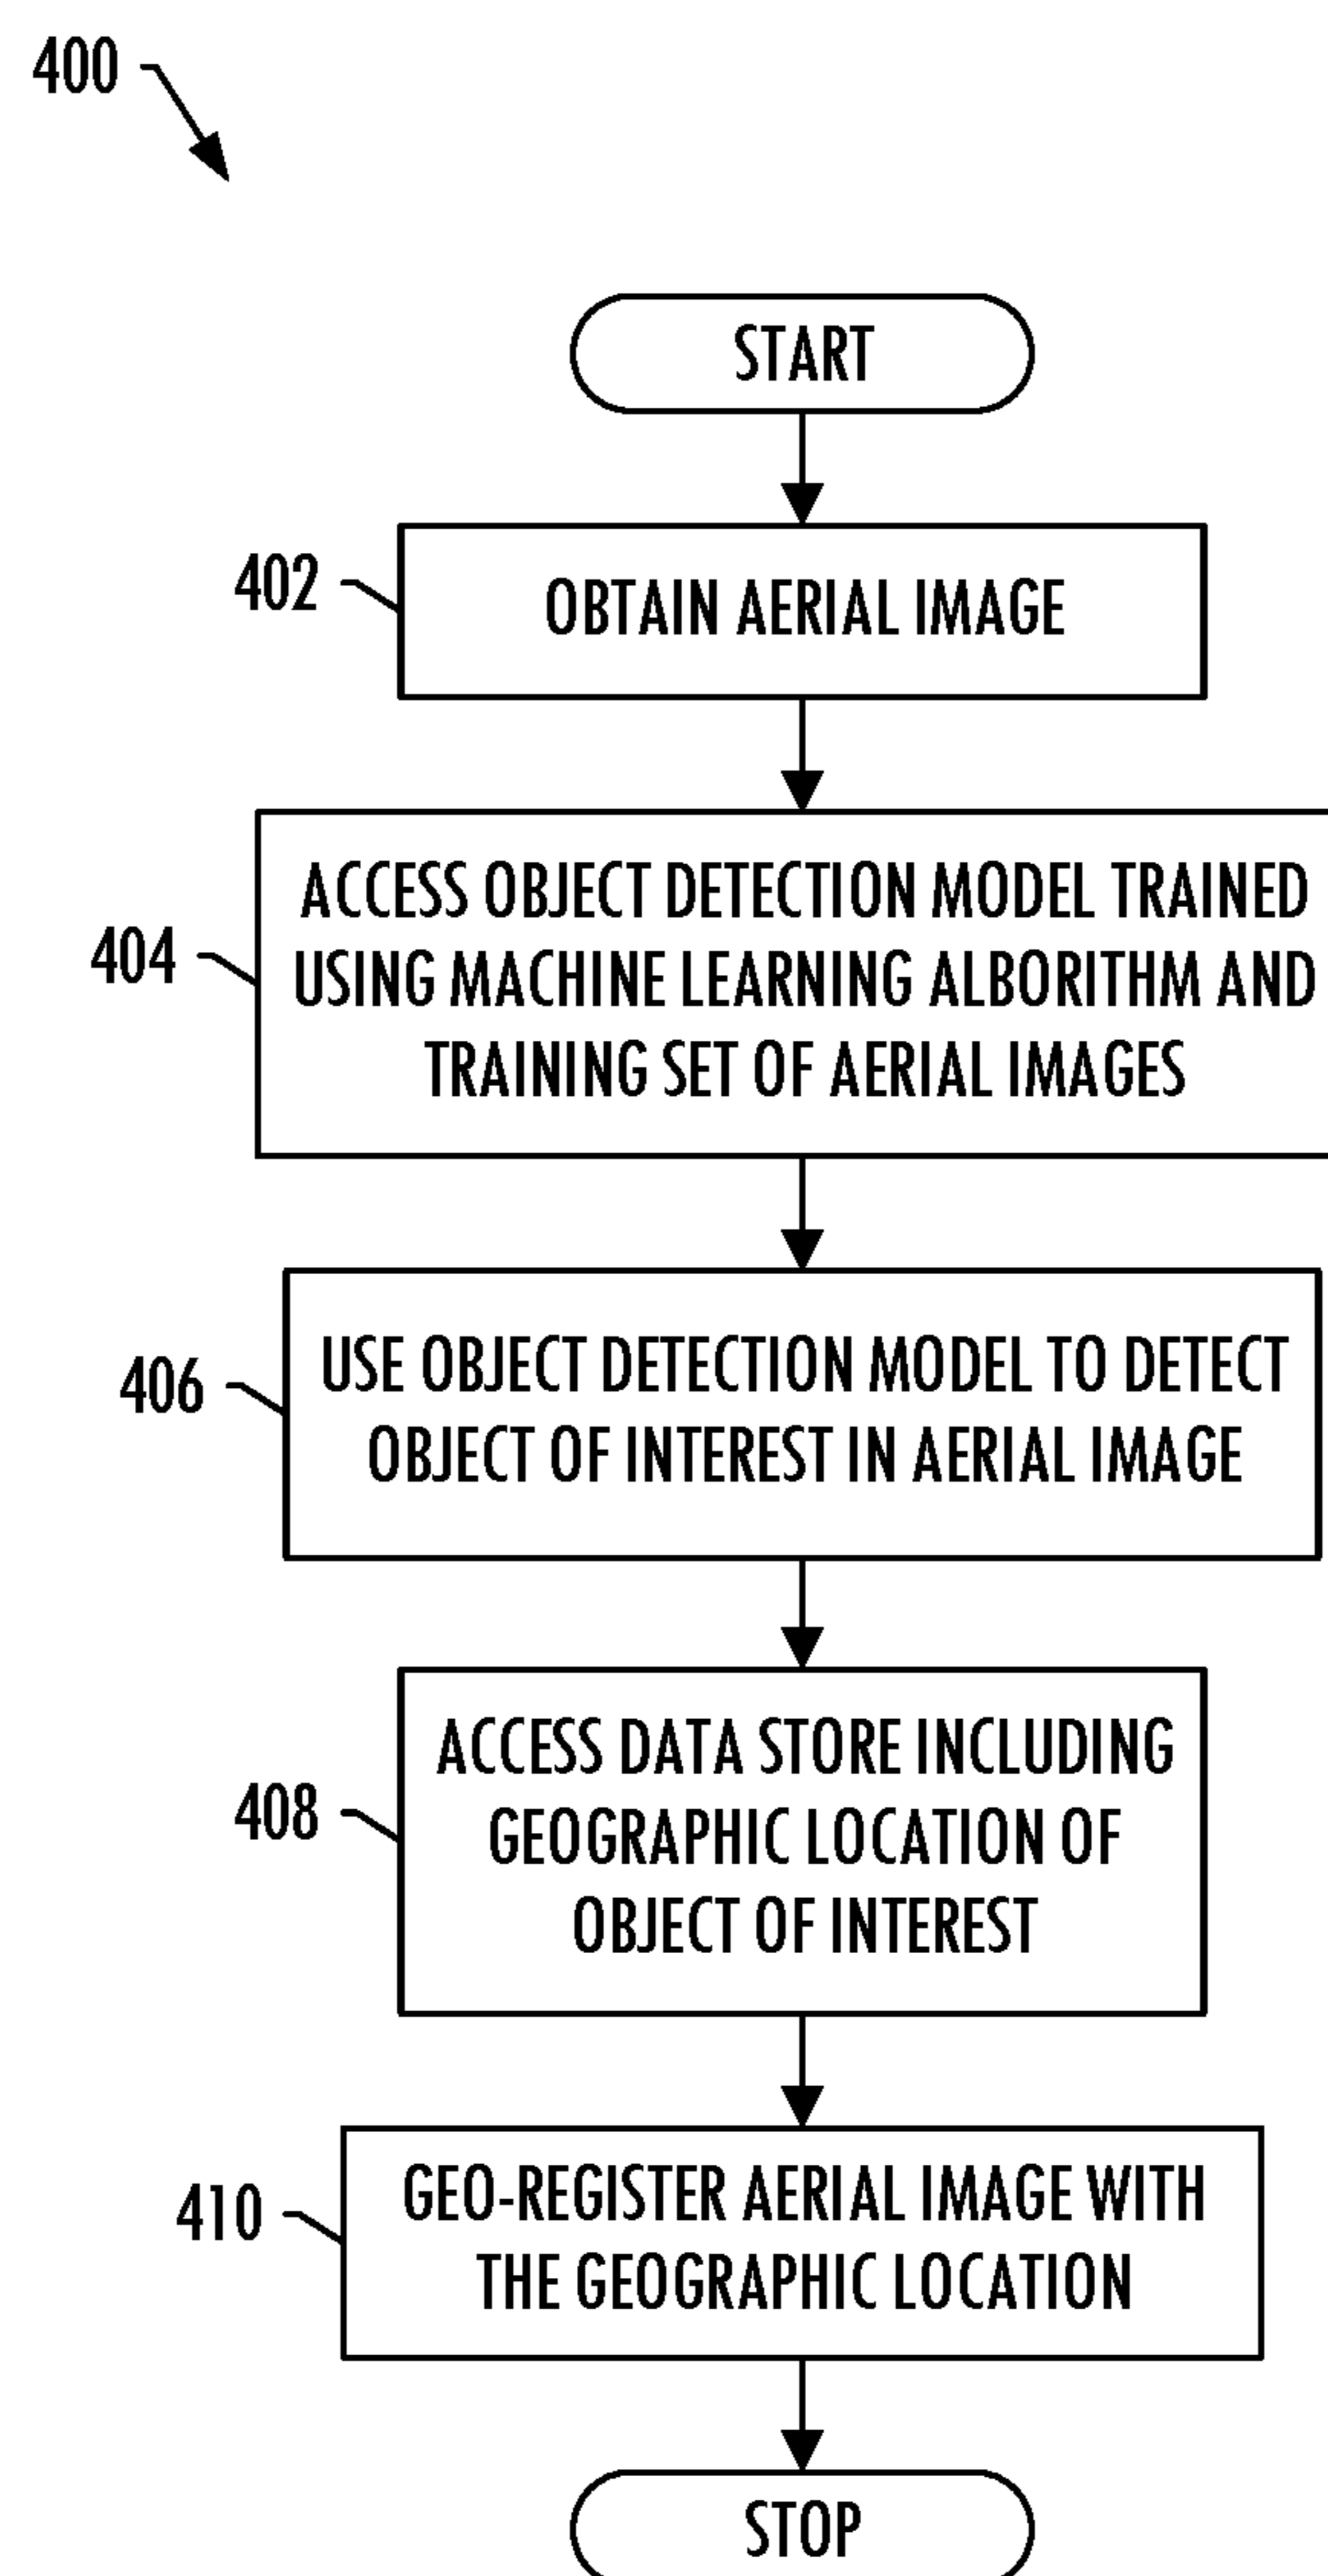 400
START
402
OBTAIN AERIAL IMAGE
404
ACCESS OBJECT DETECTION MODEL TRAINED
USING MACHINE LEARNING ALBORITHM AND
TRAINING SET OF AERIAL IMAGES
406
USE OBJECT DETECTION MODEL TO DETECT
OBJECT OF INTEREST IN AERIAL IMAGE
408
ACCESS DATA STORE INCLUDING
GEOGRAPHIC LOCATION OF
OBJECT OF INTEREST
410
GEO-REGISTER AERIAL IMAGE WITH
THE GEOGRAPHIC LOCATION
STOP